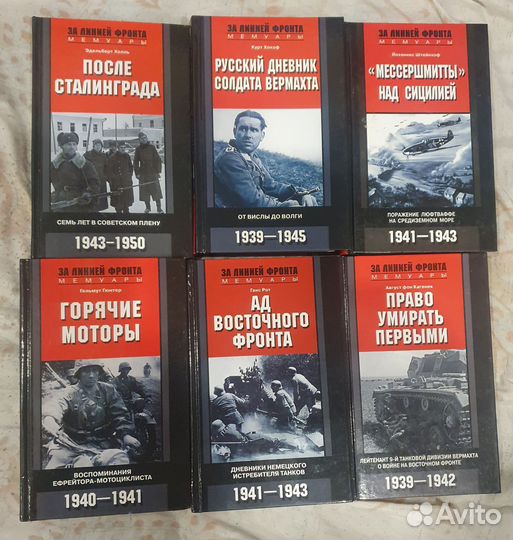 ЗА ЛИНИЕЙ ФРОНТА
МЕМУАРЫ
Эдельберт Холль
ПОСЛЕ
СТАЛИНГРАДА
СЕМЬ ЛЕТ В СОВЕТСКОМ ПЛЕНУ
1943–1950
ЗА ЛИНИЕЙ ФРОНТА
МЕМУАРЫ
Курт Хохоф
РУССКИЙ ДНЕВНИК
СОЛДАТА ВЕРМАХТА
ОТ ВИСЛЫ ДО ВОЛГИ
1939–1945
ЗА ЛИНИЕЙ ФРОНТА
МЕМУАРЫ
Йоханнес Штейнхоф
«МЕССЕРШМИТТЫ»
НАД СИЦИЛИЕЙ
ПОРАЖЕНИЕ ЛЮФТВАФФЕ
НА СРЕДИЗЕМНОМ МОРЕ
1941–1943
ЗА ЛИНИЕЙ ФРОНТА
МЕМУАРЫ
Гельмут Гюнтер
ГОРЯЧИЕ
МОТОРЫ
ВОСПОМИНАНИЯ
ЕФРЕЙТОРА-МОТОЦИКЛИСТА
1940–1941
ЗА ЛИНИЕЙ ФРОНТА
МЕМУАРЫ
Ганс Рот
АД
ВОСТОЧНОГО
ФРОНТА
ДНЕВНИКИ НЕМЕЦКОГО
ИСТРЕБИТЕЛЯ ТАНКОВ
1941–1943
ЗА ЛИНИЕЙ ФРОНТА
МЕМУАРЫ
Август фон Кагенек
ПРАВО
УМИРАТЬ
ПЕРВЫМИ
ЛЕЙТЕНАНТ 9-Й ТАНКОВОЙ ДИВИЗИИ ВЕРМАХТА
О ВОЙНЕ НА ВОСТОЧНОМ ФРОНТЕ
1939–1942
Avito